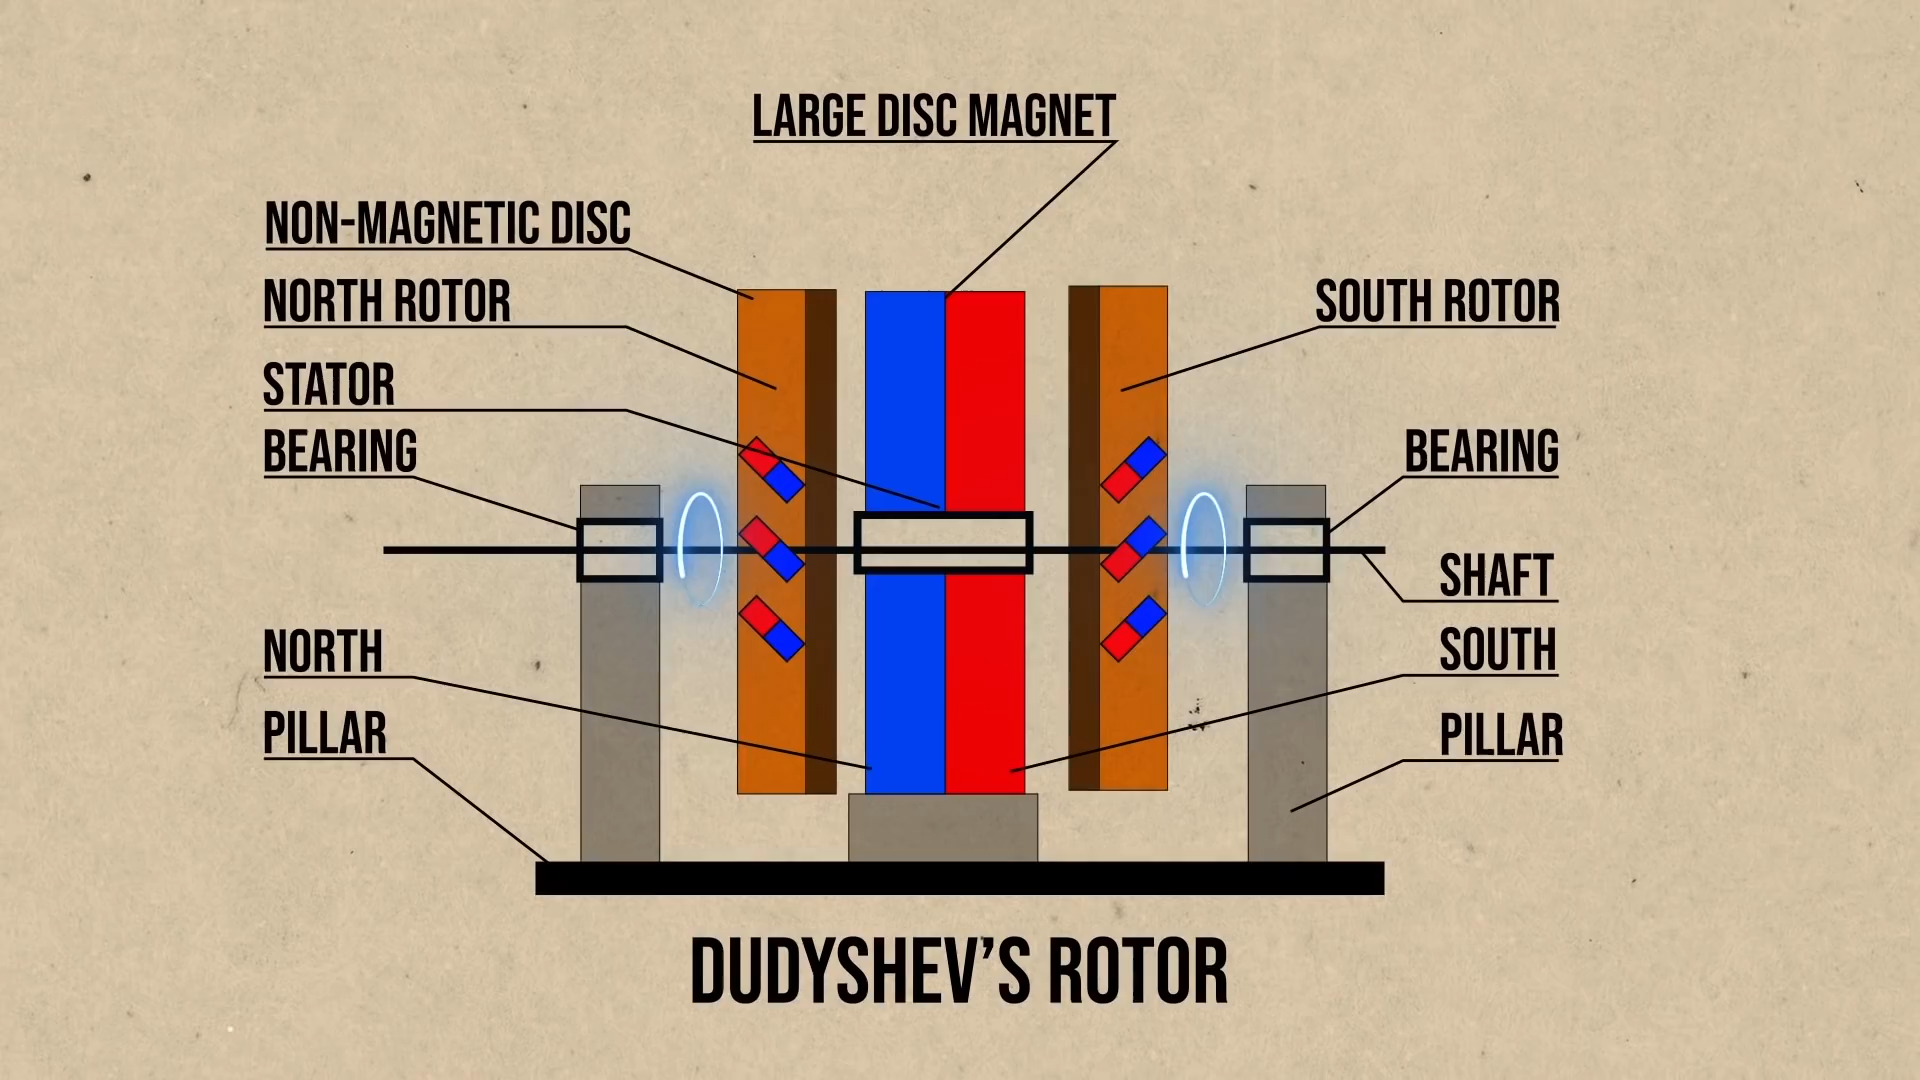 LARGE DISC MAGNET
NON-MAGNETIC DISC
NORTH ROTOR
STATOR
BEARING
NORTH
PILLAR
SOUTH ROTOR
BEARING
SHAFT
SOUTH
PILLAR
DUDYSHEV’S ROTOR